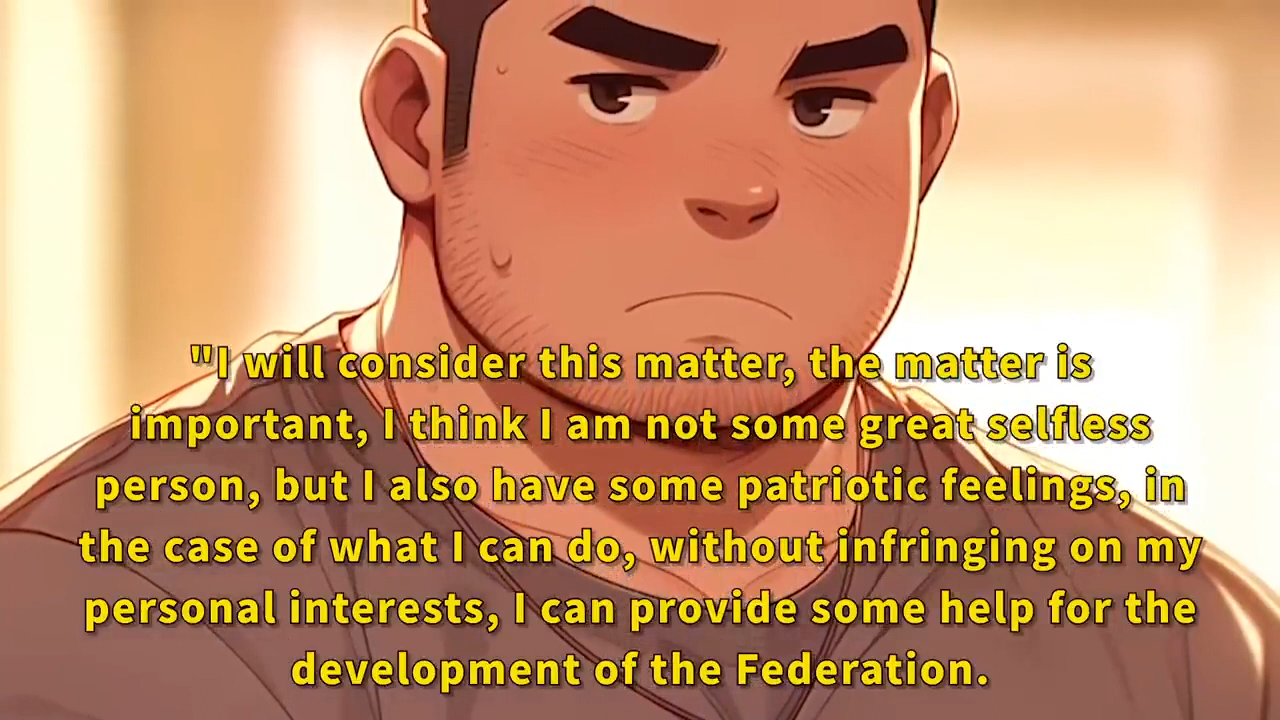 "I will consider this matter, the matter is
important, I think I am not some great selfless
person, but I also have some patriotic feelings, in
the case of what I can do, without infringing on my
personal interests, I can provide some help for the
development of the Federation.